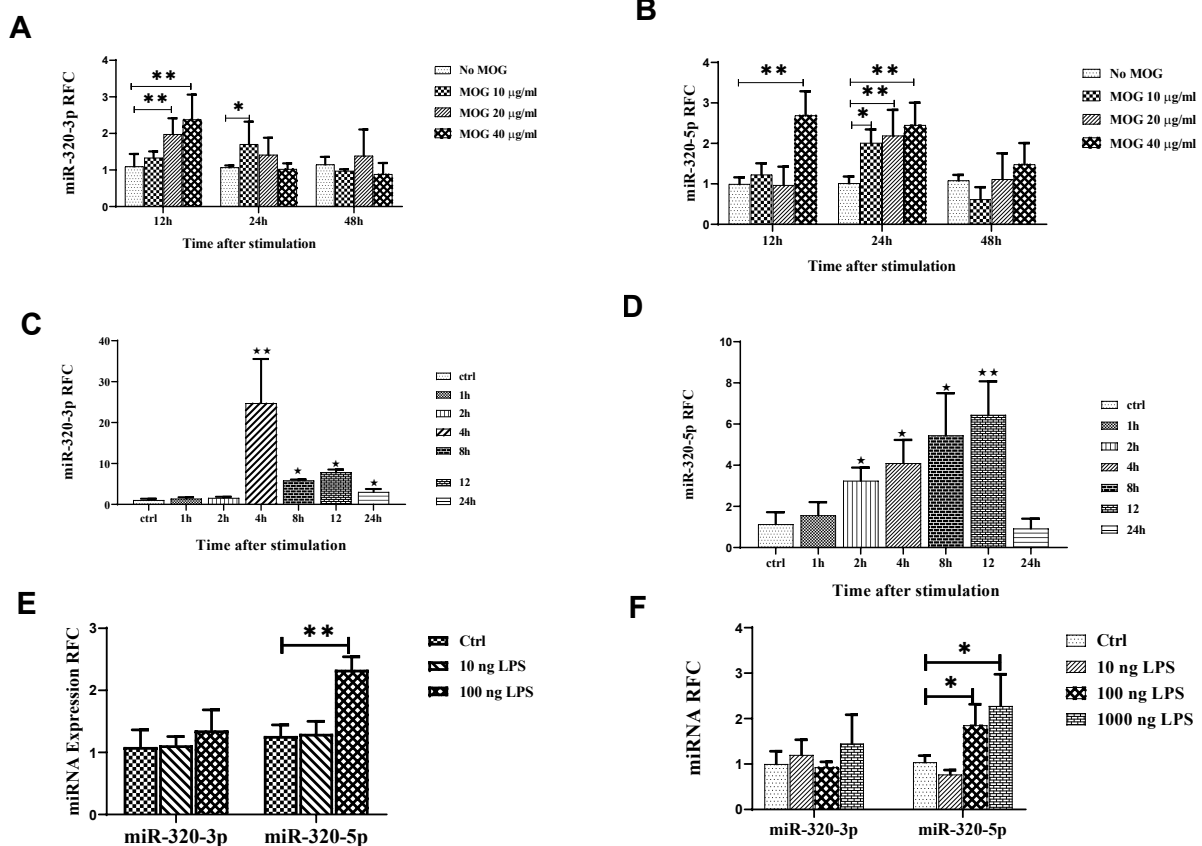 A
miR-320-3p RFC
4
3
2
1
0
**
**
*
12h
24h
48h
Time after stimulation
No MOG
MOG 10 µg/ml
MOG 20 µg/ml
MOG 40 µg/ml
B
miR-320-5p RFC
4
3
2
1
0
**
**
**
*
12h
24h
48h
Time after stimulation
No MOG
MOG 10 µg/ml
MOG 20 µg/ml
MOG 40 µg/ml
C
miR-320-3p RFC
40
30
20
10
0
★★
★
★
★
ctrl 1h 2h 4h 8h 12 24h
Time after stimulation
ctrl
1h
2h
4h
8h
12
24h
D
miR-320-5p RFC
10
8
6
4
2
0
★
★
★
★★
ctrl 1h 2h 4h 8h 12 24h
Time after stimulation
ctrl
1h
2h
4h
8h
12
24h
E
miRNA Expression RFC
3
2
1
0
**
miR-320-3p miR-320-5p
Ctrl
10 ng LPS
100 ng LPS
F
miRNA RFC
4
3
2
1
0
*
*
miR-320-3p miR-320-5p
Ctrl
10 ng LPS
100 ng LPS
1000 ng LPS